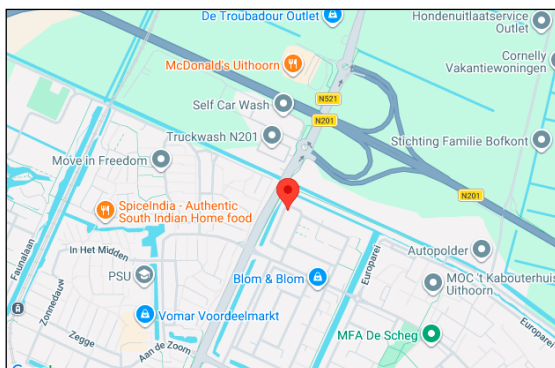 De Troubadour Outlet
Hondenuitlaatservice
Outlet
McDonald's Uithoorn
Cornelly
Vakantiewoningen
N521
Self Car Wash
N201
Truckwash N201
Stichting Familie Bofkont
Move in Freedom
N201
SpiceIndia - Authentic
South Indian Home food
Faunalaan
In Het Midden
Europarei
Autopolder
Zonnedauw
PSU
Blom & Blom
MOC 't Kabouterhuis
Uithoorn
Vomar Voordeelmarkt
Europarei
Zegge
Aan de Zoom
MFA De Scheg